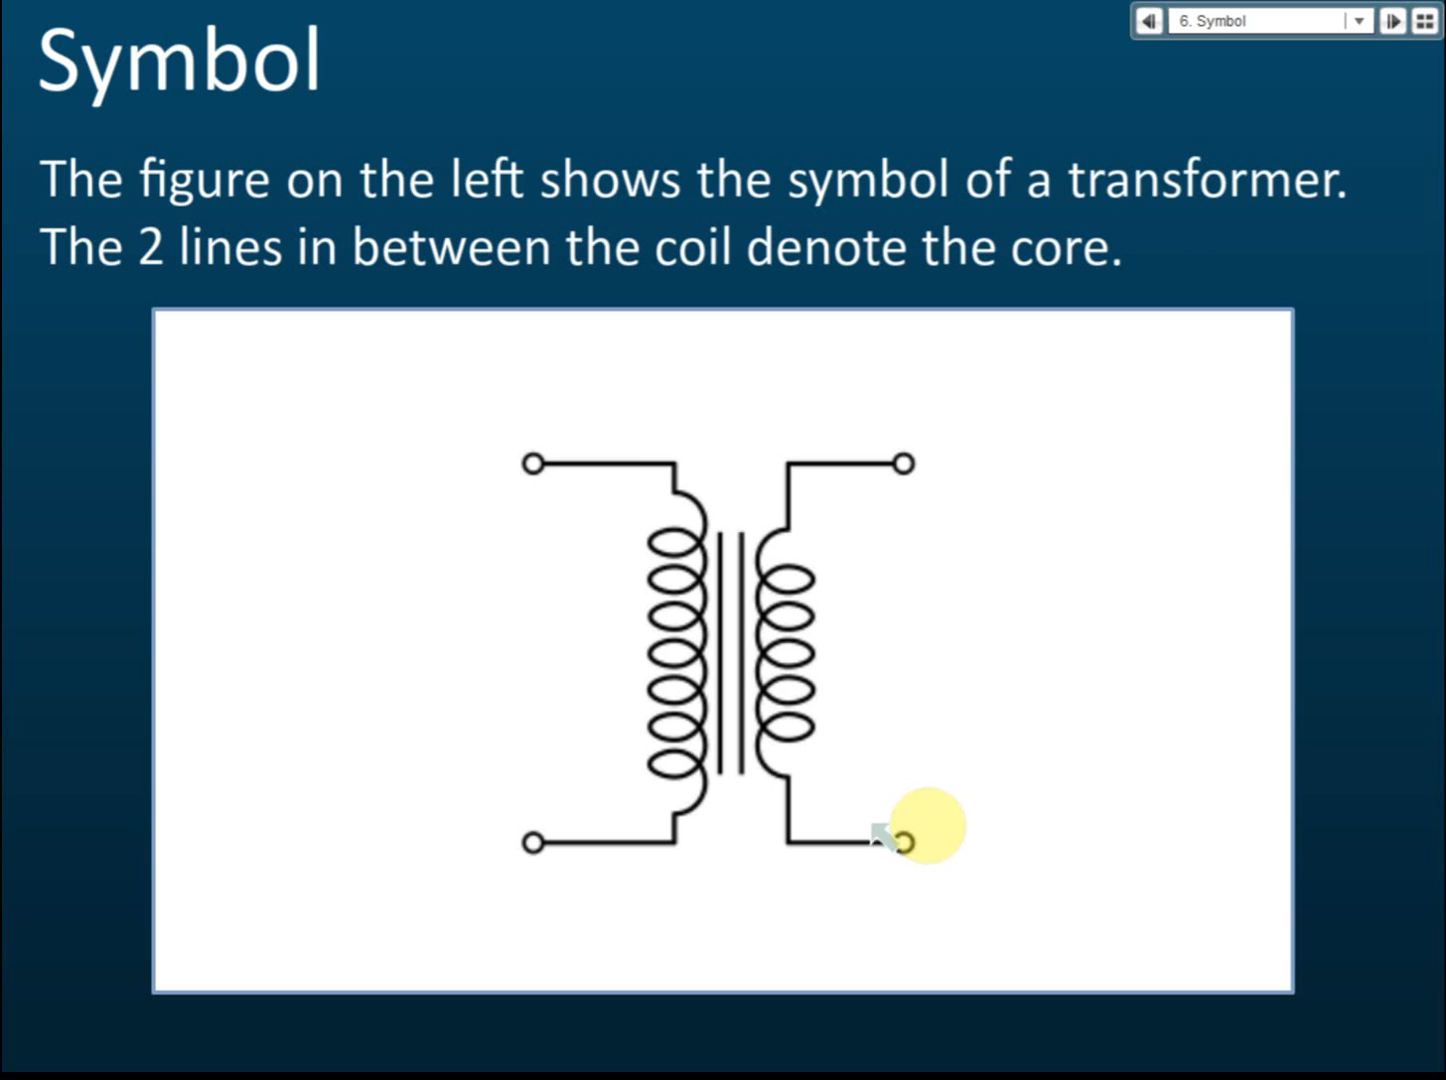 6. Symbol
Symbol
The figure on the left shows the symbol of a transformer.
The 2 lines in between the coil denote the core.